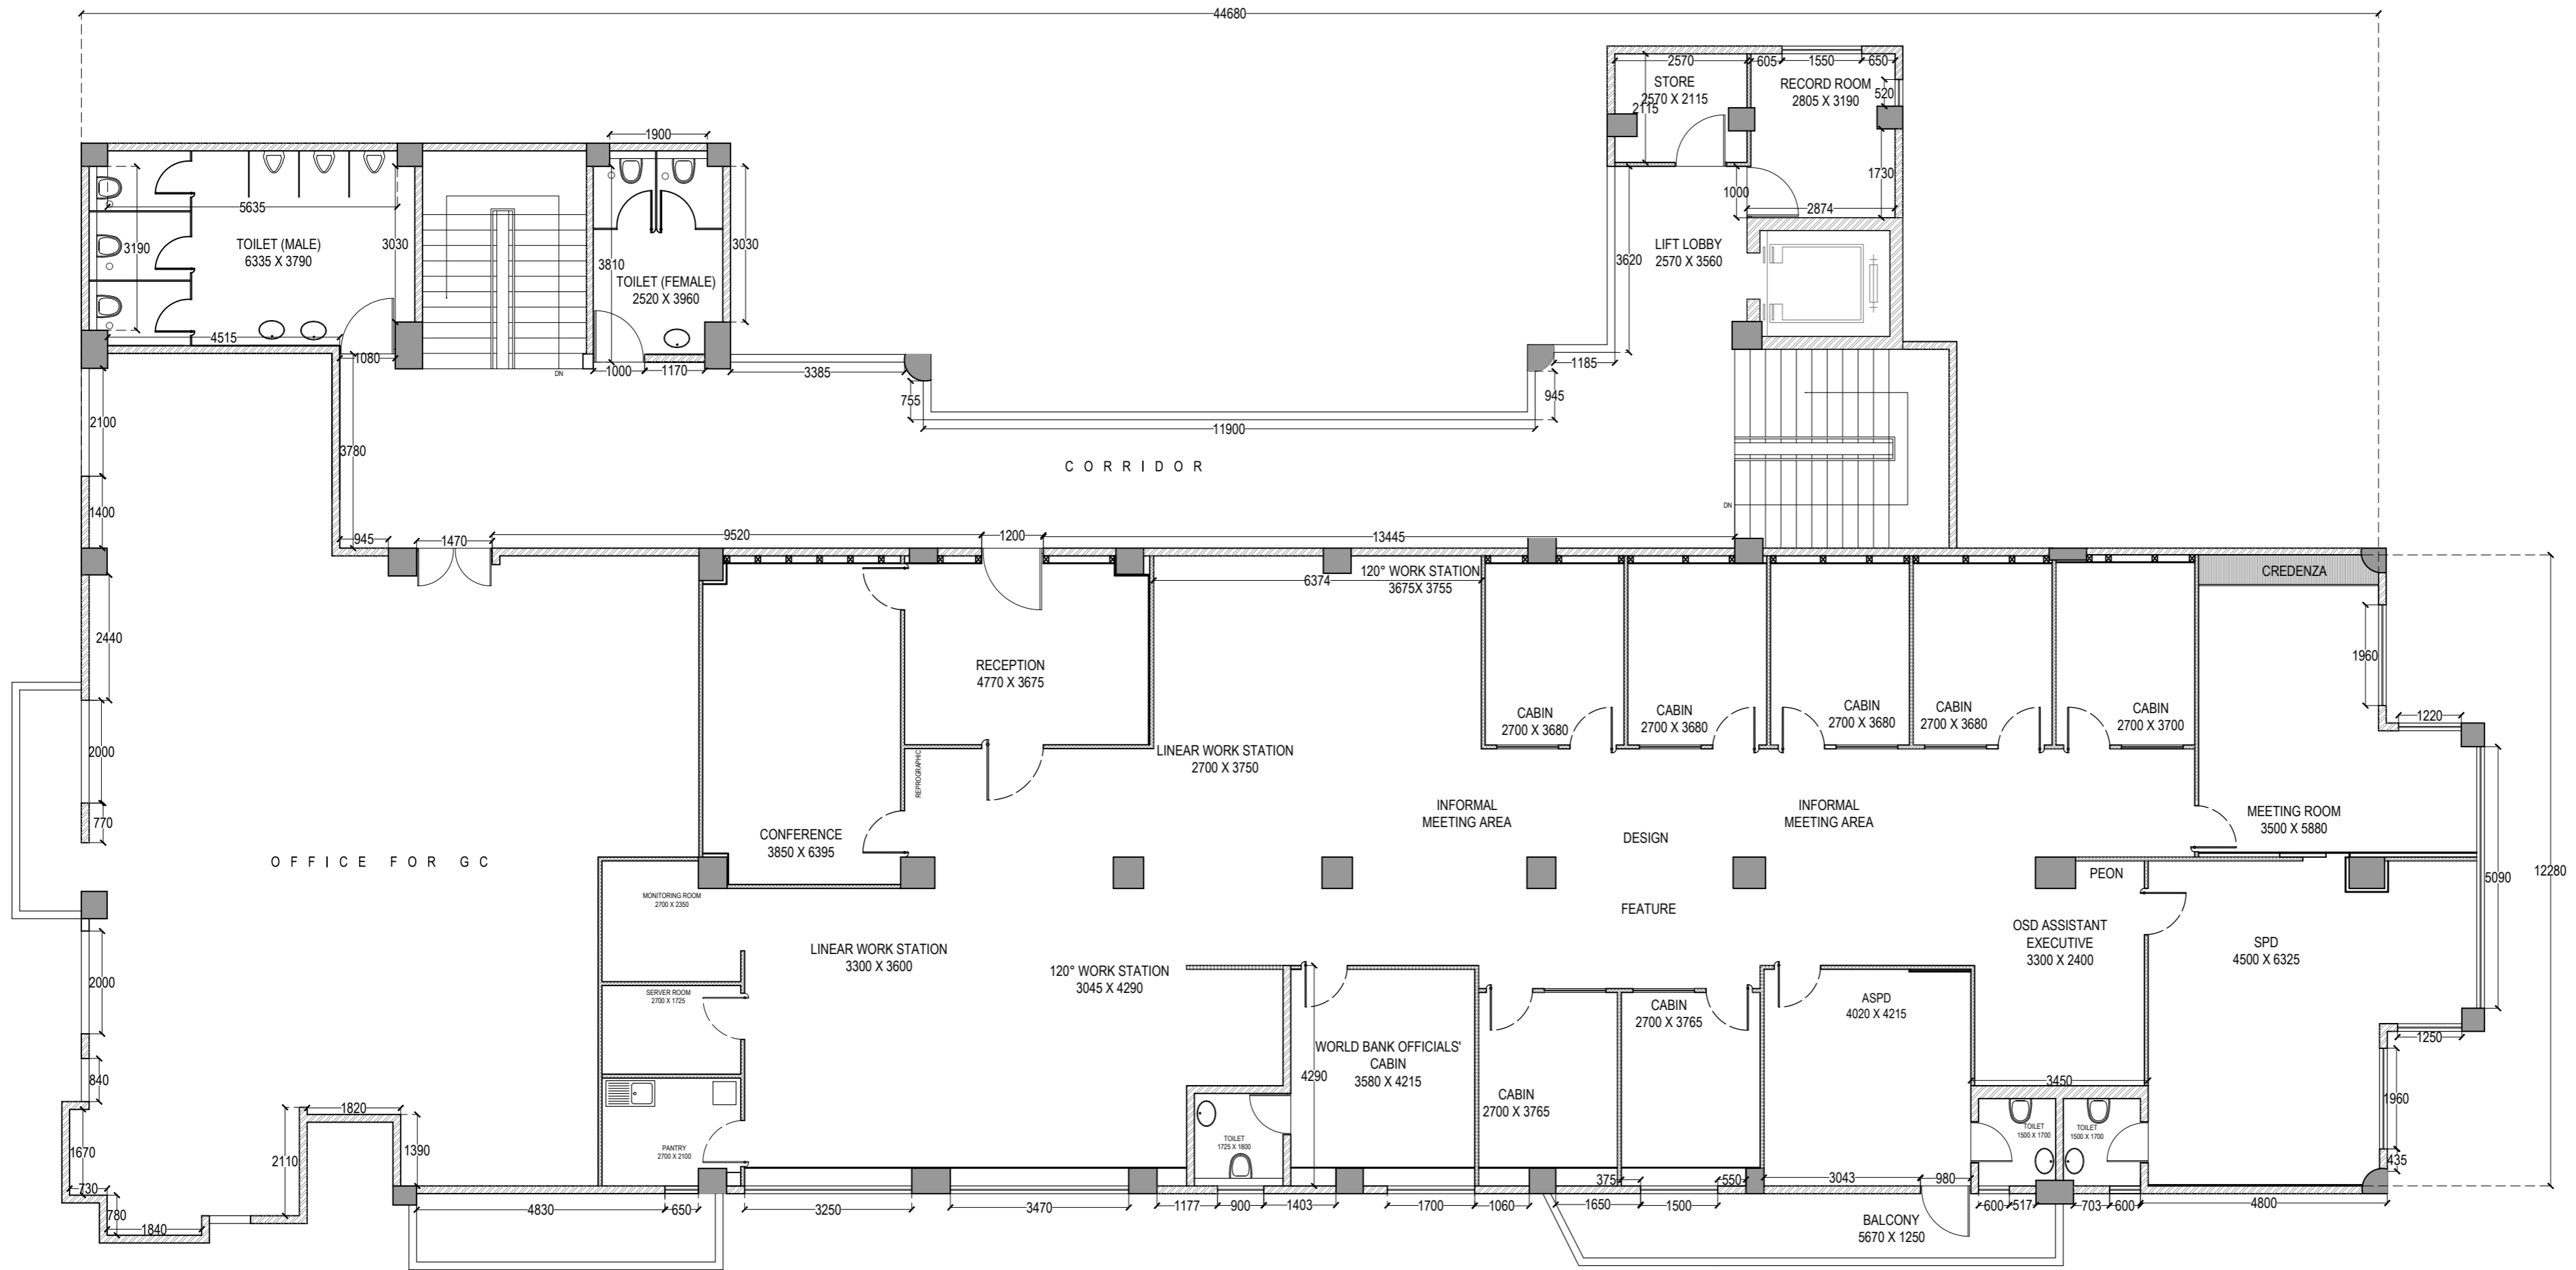 44680
2570
605
1550
650
STORE
2570 X 2115
2115
RECORD ROOM
2805 X 3190
520
1900
1730
1000
2874
5635
3190
TOILET (MALE)
6335 X 3790
3030
3810
TOILET (FEMALE)
2520 X 3960
3030
LIFT LOBBY
2570 X 3560
3620
4515
1080
DN
1000
1170
3385
755
1185
945
2100
11900
3780
CORRIDOR
1400
DN
945
1470
9520
1200
13445
6374
120° WORK STATION
3675X 3755
CREDENZA
2440
1960
RECEPTION
4770 X 3675
CABIN
2700 X 3680
CABIN
2700 X 3680
CABIN
2700 X 3680
CABIN
2700 X 3680
CABIN
2700 X 3700
1220
2000
REPROGRAPHIC
LINEAR WORK STATION
2700 X 3750
770
CONFERENCE
3850 X 6395
INFORMAL
MEETING AREA
DESIGN
INFORMAL
MEETING AREA
MEETING ROOM
3500 X 5880
OFFICE FOR GC
PEON
5090
12280
MONITORING ROOM
2700 X 2350
FEATURE
OSD ASSISTANT
EXECUTIVE
3300 X 2400
SPD
4500 X 6325
LINEAR WORK STATION
3300 X 3600
120° WORK STATION
3045 X 4290
2000
SERVER ROOM
2700 X 1725
CABIN
2700 X 3765
ASPD
4020 X 4215
1250
WORLD BANK OFFICIALS'
CABIN
3580 X 4215
4290
840
3450
1820
CABIN
2700 X 3765
1960
1670
2110
1390
PANTRY
2700 X 2100
TOILET
1725 X 1800
TOILET
1500 X 1700
TOILET
1500 X 1700
435
730
780
1840
4830
650
3250
3470
1177
900
1403
1700
1060
375
1650
1500
550
3043
980
600
517
703
600
4800
BALCONY
5670 X 1250